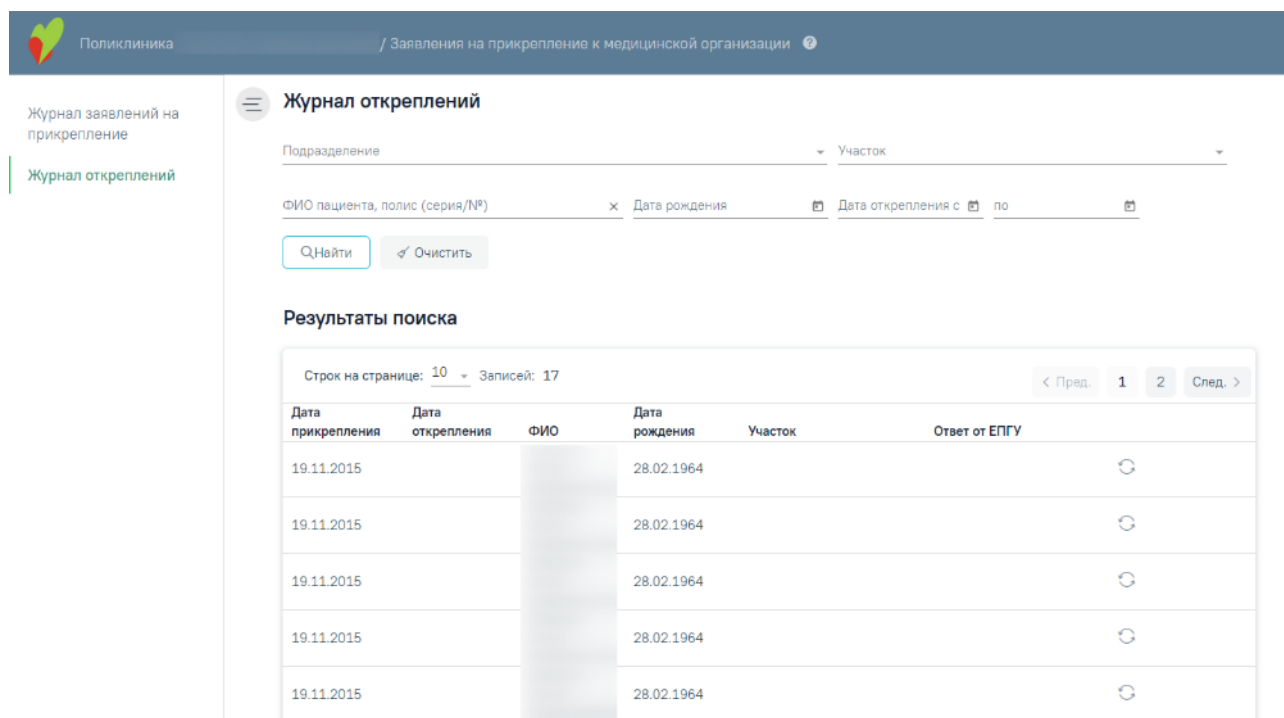 Поликлиника / Заявления на прикрепление к медицинской организации ?
Журнал заявлений на
прикрепление
Журнал откреплений
Журнал откреплений
Подразделение Участок
ФИО пациента, полис (серия/№) Дата рождения Дата открепления с по
Найти Очистить
Результаты поиска
Строк на странице: 10 Записей: 17
< Пред. 1 2 След. >
Дата прикрепления Дата открепления ФИО Дата рождения Участок Ответ от ЕПГУ
19.11.2015 28.02.1964
19.11.2015 28.02.1964
19.11.2015 28.02.1964
19.11.2015 28.02.1964
19.11.2015 28.02.1964